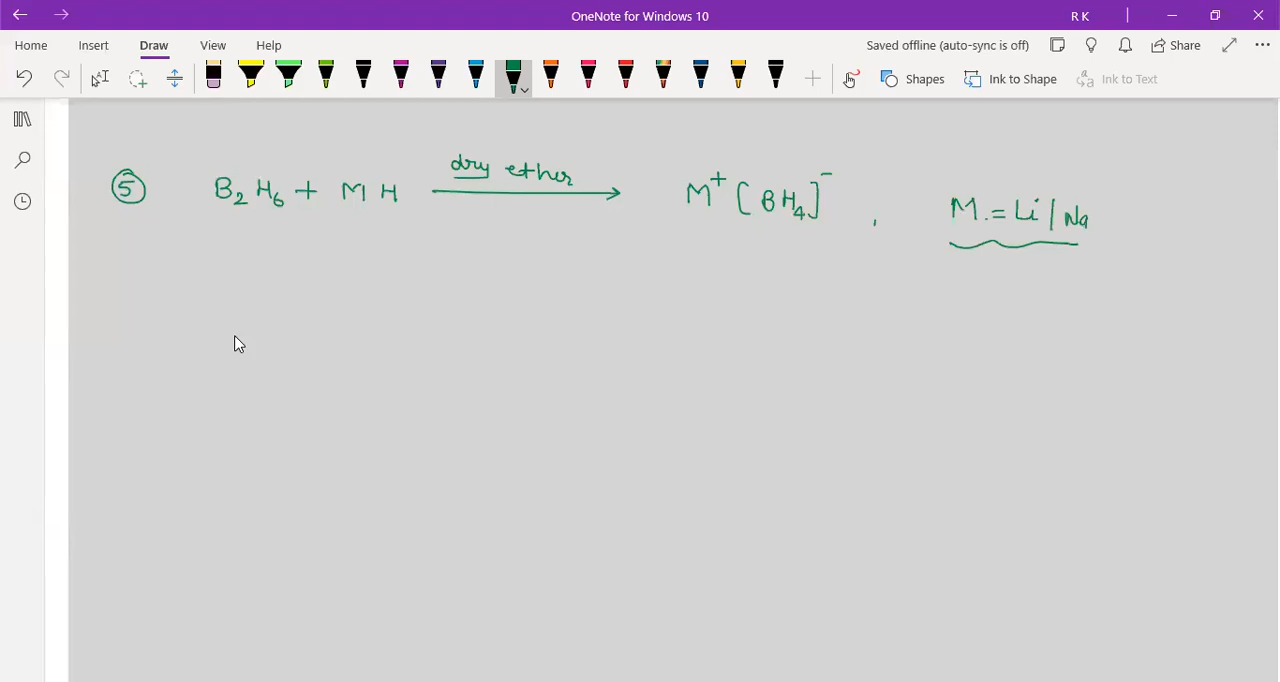 OneNote for Windows 10
R K
Home Insert Draw View Help
Saved offline (auto-sync is off) Share
Shapes Ink to Shape Ink to Text
⑤ B₂H₆ + MH dry ether → M⁺[BH₄]⁻ , M = Li/Na